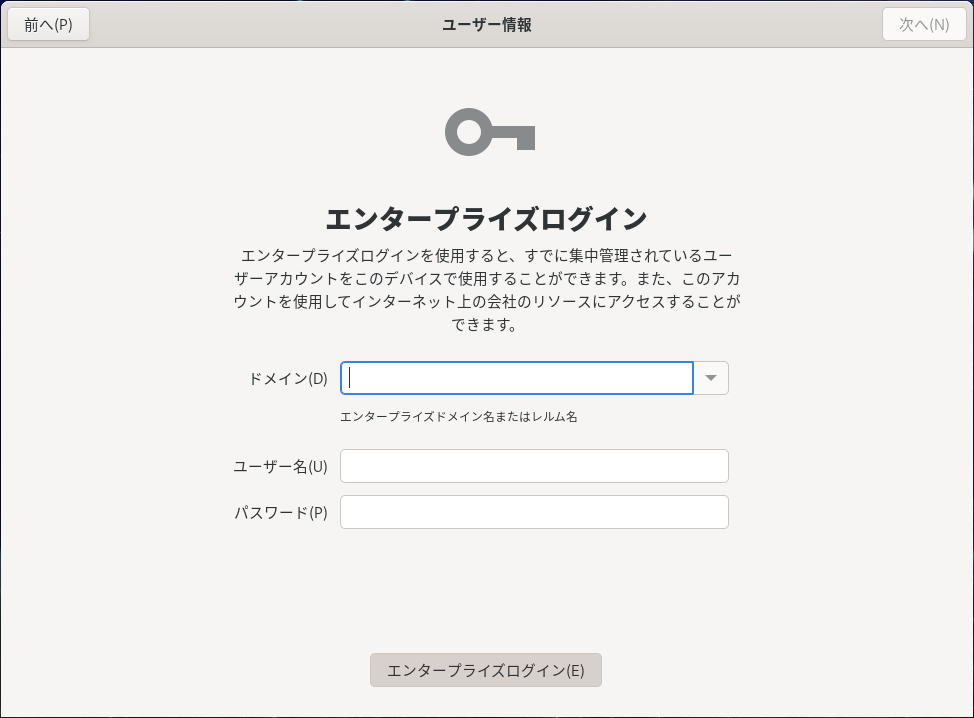 前へ(P)
ユーザー情報
次へ(N)
エンタープライズログイン
エンタープライズログインを使用すると、すでに集中管理されているユー
ザーアカウントをこのデバイスで使用することができます。また、このアカ
ウントを使用してインターネット上の会社のリソースにアクセスすることが
できます。
ドメイン(D)
エンタープライズドメイン名またはレルム名
ユーザー名(U)
パスワード(P)
エンタープライズログイン(E)